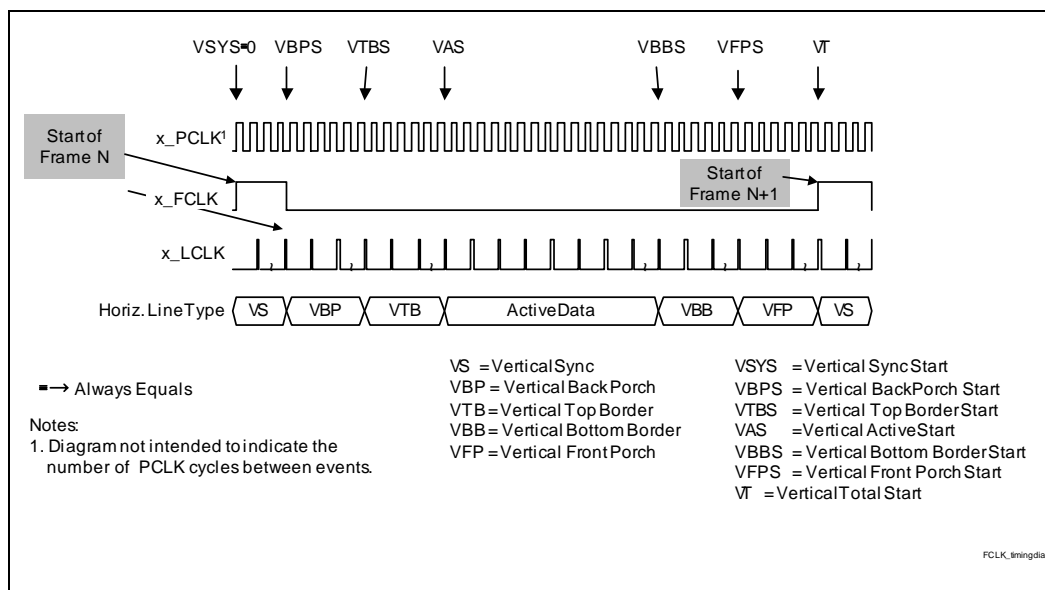 VSYS=0 VBPS VTBS VAS VBBS VFPS VT
x_PCLK¹
Start of
Frame N
x_FCLK
Start of
Frame N+1
x_LCLK
Horiz. Line Type VS VBP VTB Active Data VBB VFP VS
=→ Always Equals
Notes:
1. Diagram not intended to indicate the
number of PCLK cycles between events.
VS = Vertical Sync
VBP = Vertical Back Porch
VTB = Vertical Top Border
VBB = Vertical Bottom Border
VFP = Vertical Front Porch
VSYS = Vertical Sync Start
VBPS = Vertical BackPorch Start
VTBS = Vertical Top Border Start
VAS = Vertical Active Start
VBBS = Vertical Bottom Border Start
VFPS = Vertical Front Porch Start
VT = Vertical Total Start
FCLK_timingdia